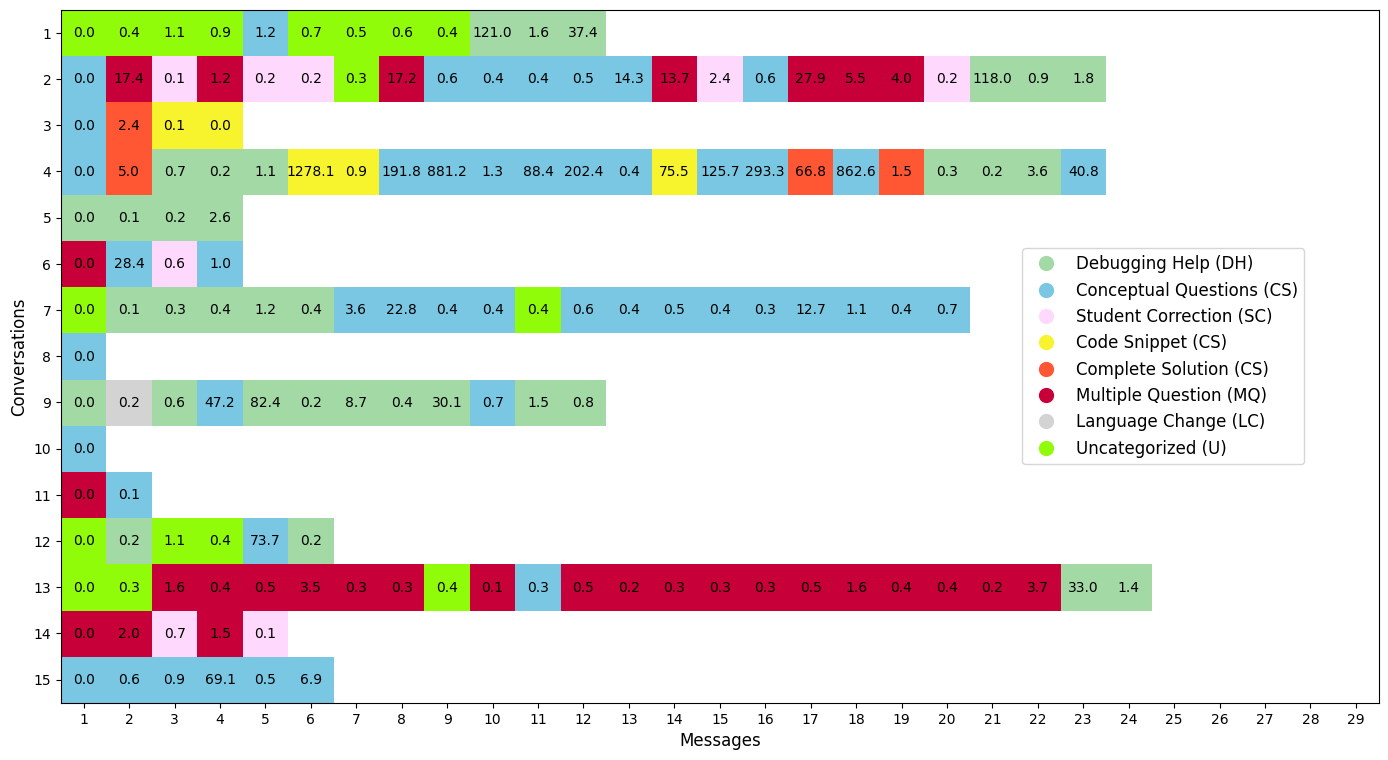 1 0.0 0.4 1.1 0.9 1.2 0.7 0.5 0.6 0.4 121.0 1.6 37.4
2 0.0 17.4 0.1 1.2 0.2 0.2 0.3 17.2 0.6 0.4 0.4 0.5 14.3 13.7 2.4 0.6 27.9 5.5 4.0 0.2 118.0 0.9 1.8
3 0.0 2.4 0.1 0.0
4 0.0 5.0 0.7 0.2 1.1 1278.1 0.9 191.8 881.2 1.3 88.4 202.4 0.4 75.5 125.7 293.3 66.8 862.6 1.5 0.3 0.2 3.6 40.8
5 0.0 0.1 0.2 2.6
6 0.0 28.4 0.6 1.0
7 0.0 0.1 0.3 0.4 1.2 0.4 3.6 22.8 0.4 0.4 0.4 0.6 0.4 0.5 0.4 0.3 12.7 1.1 0.4 0.7
8 0.0
9 0.0 0.2 0.6 47.2 82.4 0.2 8.7 0.4 30.1 0.7 1.5 0.8
10 0.0
11 0.0 0.1
12 0.0 0.2 1.1 0.4 73.7 0.2
13 0.0 0.3 1.6 0.4 0.5 3.5 0.3 0.3 0.4 0.1 0.3 0.5 0.2 0.3 0.3 0.3 0.5 1.6 0.4 0.4 0.2 3.7 33.0 1.4
14 0.0 2.0 0.7 1.5 0.1
15 0.0 0.6 0.9 69.1 0.5 6.9
1 2 3 4 5 6 7 8 9 10 11 12 13 14 15 16 17 18 19 20 21 22 23 24 25 26 27 28 29
Messages
Conversations
Debugging Help (DH)
Conceptual Questions (CS)
Student Correction (SC)
Code Snippet (CS)
Complete Solution (CS)
Multiple Question (MQ)
Language Change (LC)
Uncategorized (U)